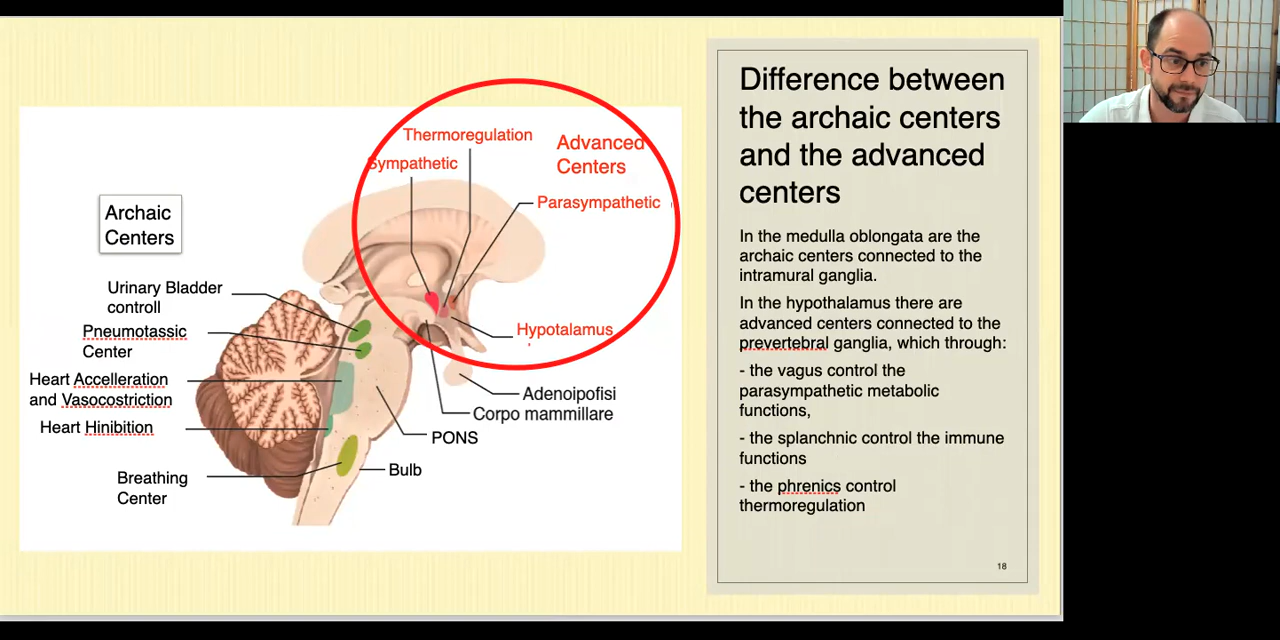 Thermoregulation
Sympathetic
Advanced
Centers
Parasympathetic
Archaic
Centers
Urinary Bladder
controll
Pneumotassic
Center
Hypotalamus
Heart Accelleration
and Vasocostriction
Adenoipofisi
Corpo mammillare
Heart Hinibition
PONS
Bulb
Breathing
Center
Difference between
the archaic centers
and the advanced
centers
In the medulla oblongata are the
archaic centers connected to the
intramural ganglia.
In the hypothalamus there are
advanced centers connected to the
prevertebral ganglia, which through:
- the vagus control the
parasympathetic metabolic
functions,
- the splanchnic control the immune
functions
- the phrenics control
thermoregulation
18